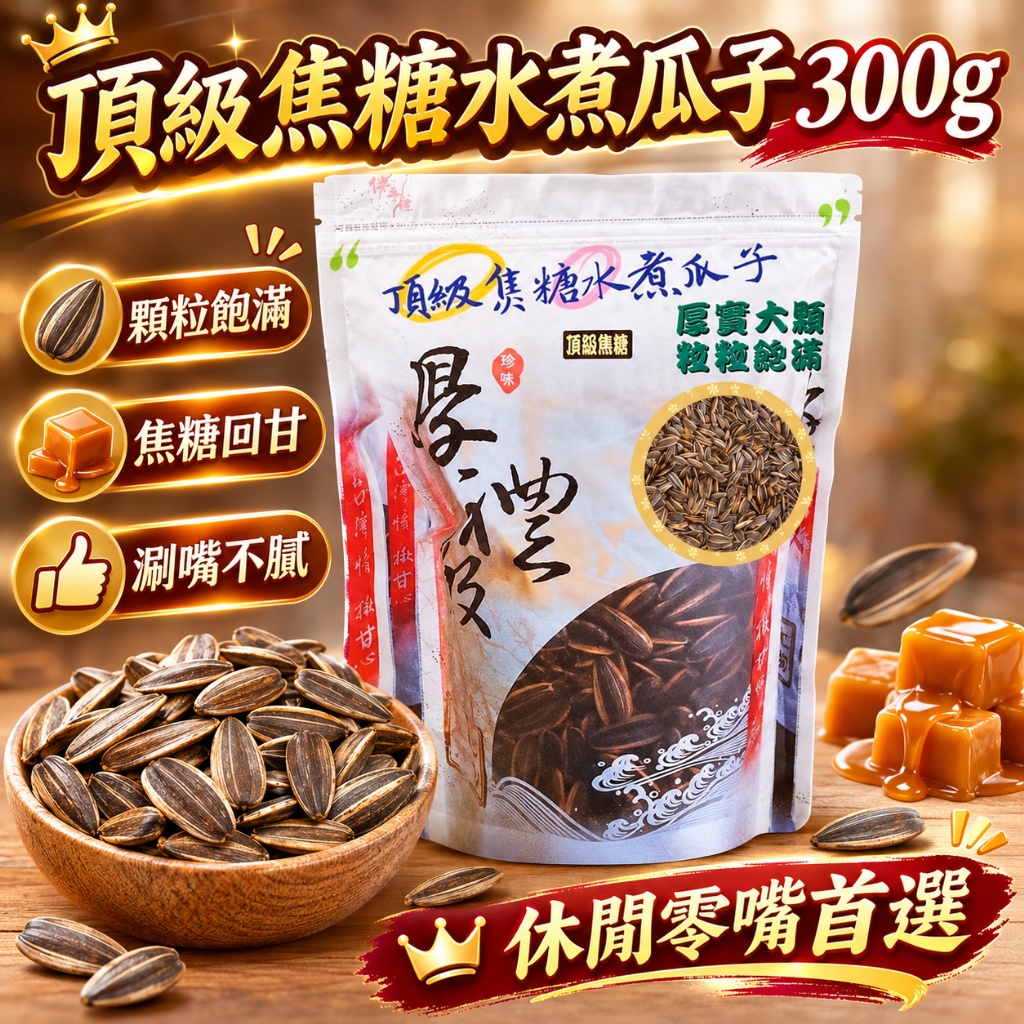 頂級焦糖水煮瓜子300g
頂級焦糖水煮瓜子
厚實大顆
粒粒飽滿
頂級焦糖
珍味
厚禮
顆粒飽滿
焦糖回甘
涮嘴不膩
休閒零嘴首選